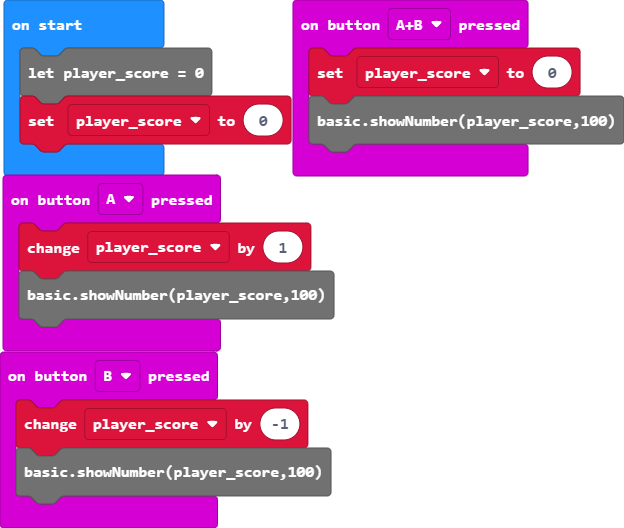 on start
let player_score = 0
set player_score to 0
on button A+B pressed
set player_score to 0
basic.showNumber(player_score,100)
on button A pressed
change player_score by 1
basic.showNumber(player_score,100)
on button B pressed
change player_score by -1
basic.showNumber(player_score,100)